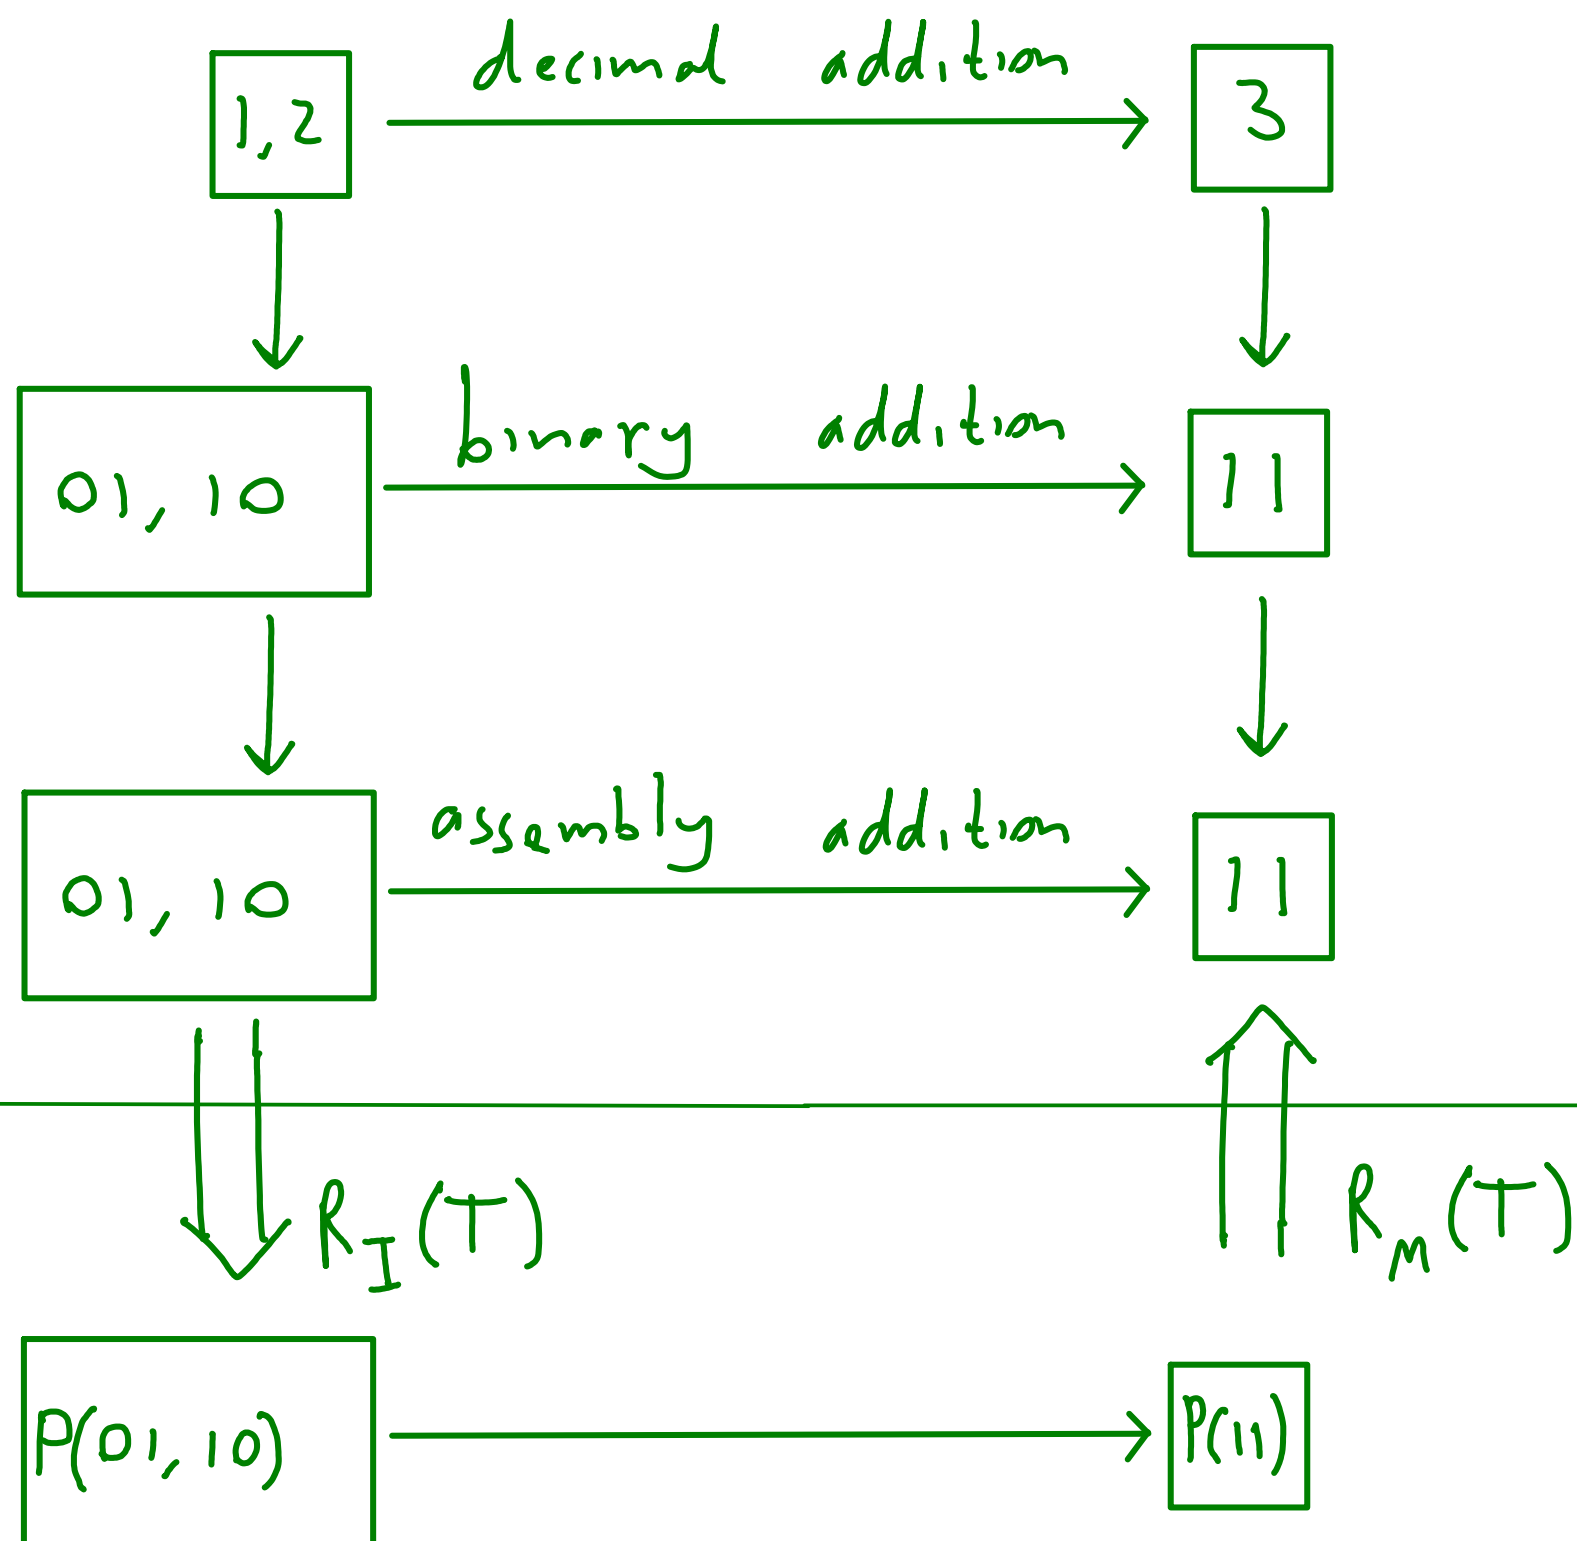 decimal addition
1,2
3
binary addition
01, 10
11
assembly addition
01, 10
11
R_I(T)
R_M(T)
P(01,10)
P(11)